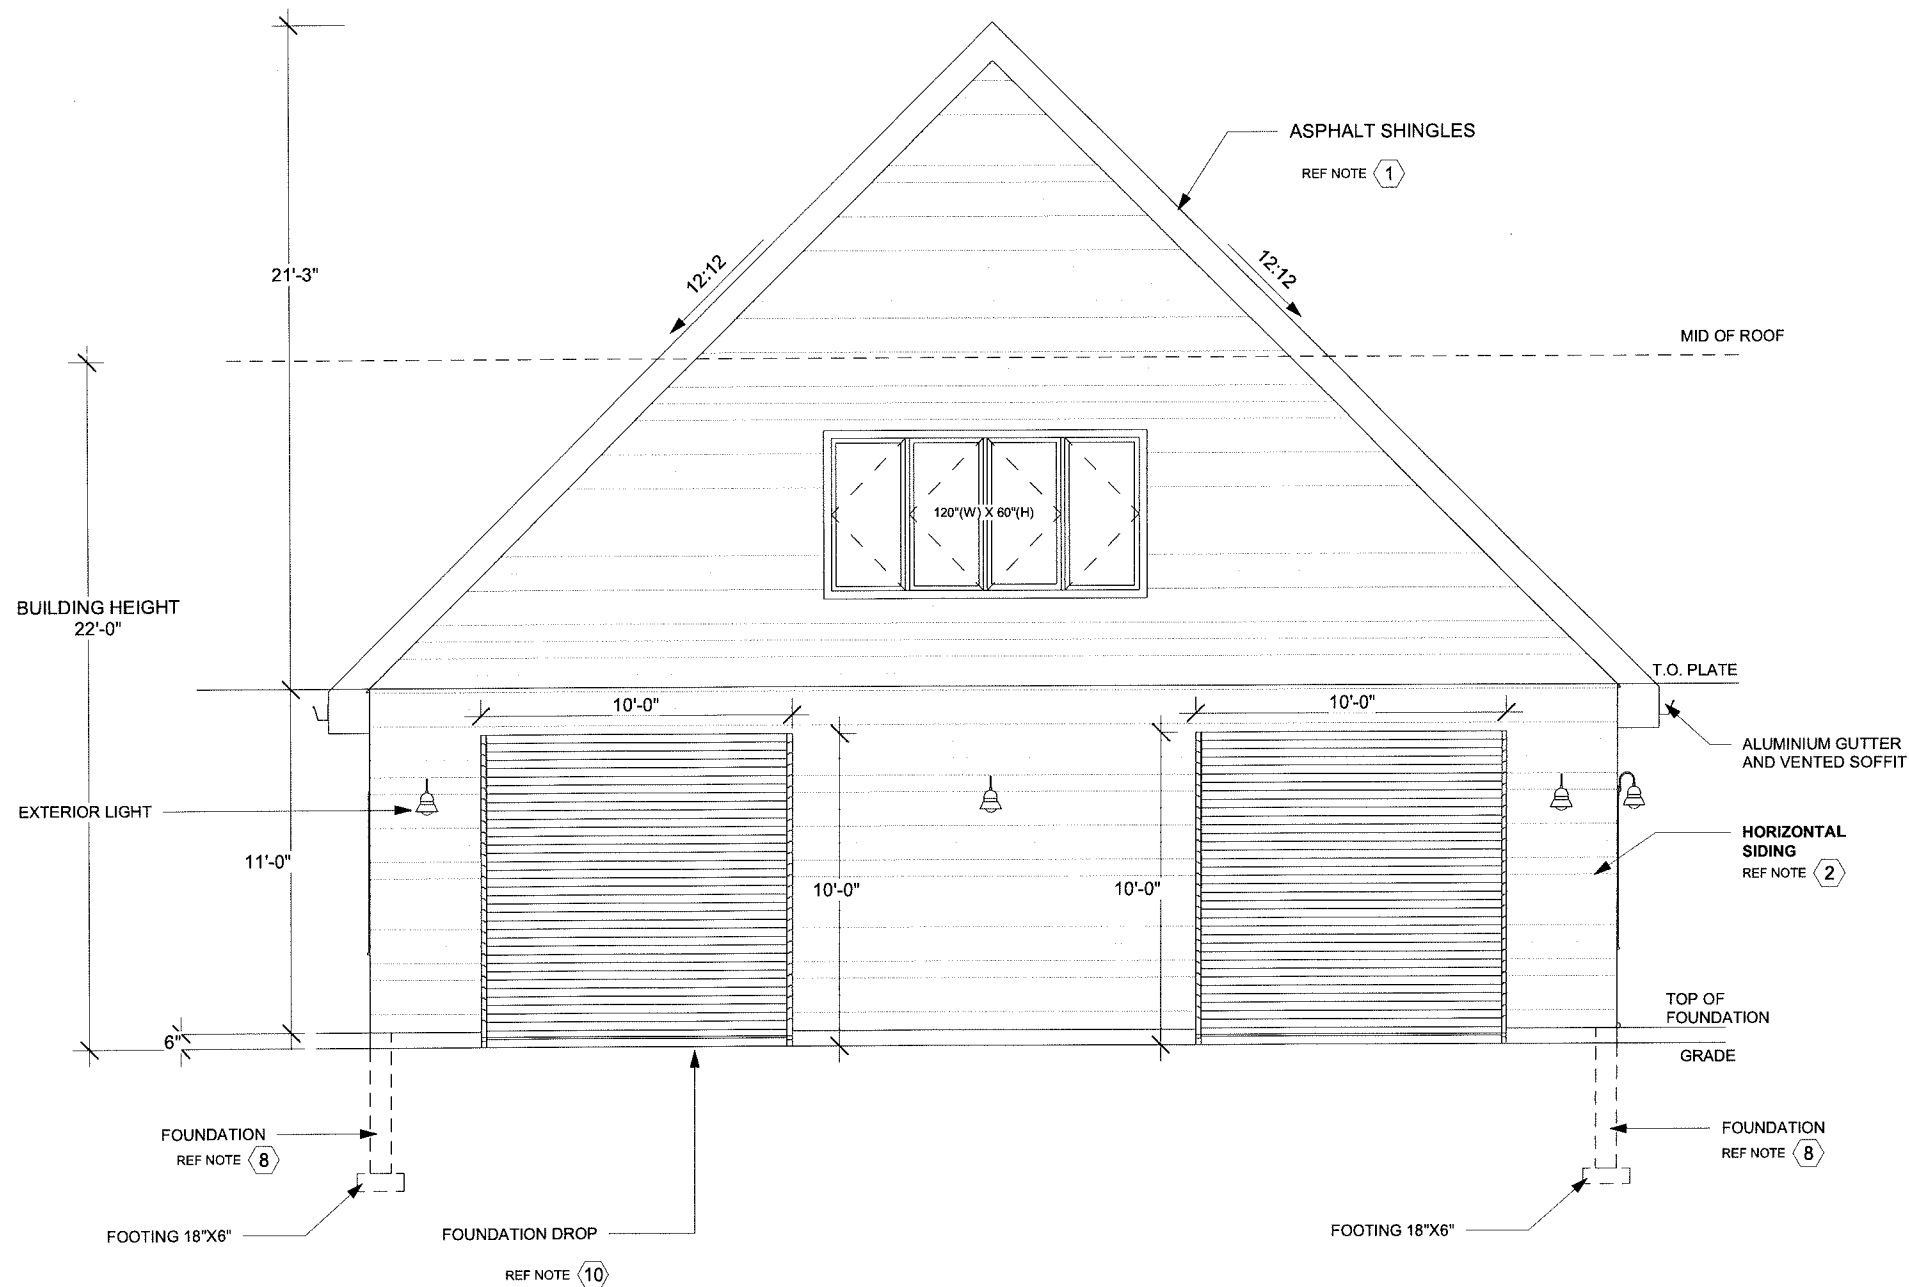 ASPHALT SHINGLES
REF NOTE 1
12:12
12:12
21'-3"
MID OF ROOF
120"(W) X 60"(H)
BUILDING HEIGHT
22'-0"
T.O. PLATE
10'-0"
10'-0"
ALUMINIUM GUTTER
AND VENTED SOFFIT
EXTERIOR LIGHT
HORIZONTAL
SIDING
REF NOTE 2
11'-0"
10'-0"
10'-0"
TOP OF
FOUNDATION
6"
GRADE
FOUNDATION
REF NOTE 8
FOUNDATION
REF NOTE 8
FOOTING 18"X6"
FOUNDATION DROP
REF NOTE 10
FOOTING 18"X6"